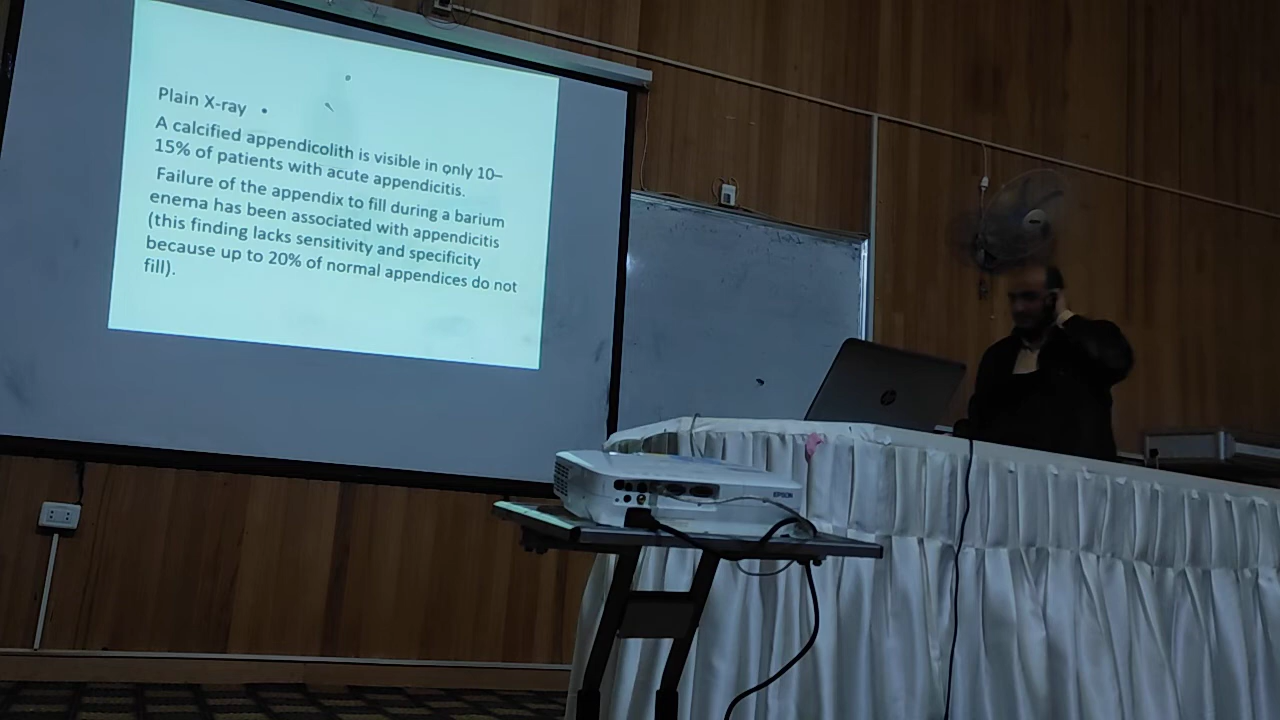 Plain X-ray •
A calcified appendicolith is visible in only 10–
15% of patients with acute appendicitis.
Failure of the appendix to fill during a barium
enema has been associated with appendicitis
(this finding lacks sensitivity and specificity
because up to 20% of normal appendices do not
fill).
hp
EPSON